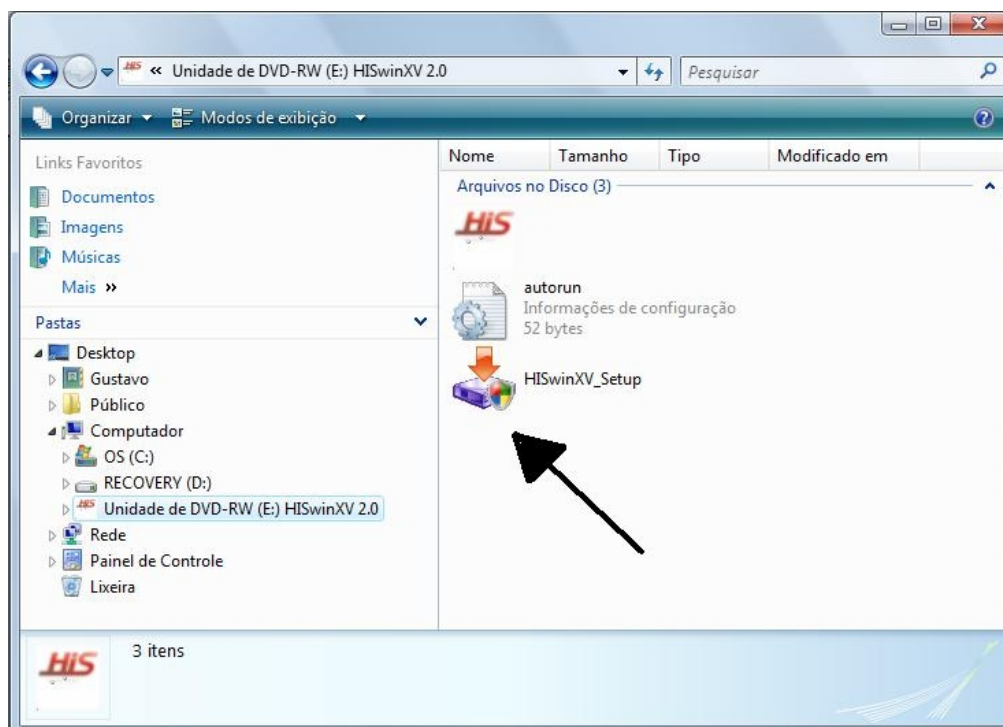 HiS « Unidade de DVD-RW (E:) HISwinXV 2.0
Pesquisar
Organizar
Modos de exibição
Links Favoritos
Documentos
Imagens
Músicas
Mais »
Pastas
Desktop
Gustavo
Público
Computador
OS (C:)
RECOVERY (D:)
HiS Unidade de DVD-RW (E:) HISwinXV 2.0
Rede
Painel de Controle
Lixeira
Nome Tamanho Tipo Modificado em
Arquivos no Disco (3)
HiS
autorun
Informações de configuração
52 bytes
HISwinXV_Setup
HiS
3 itens